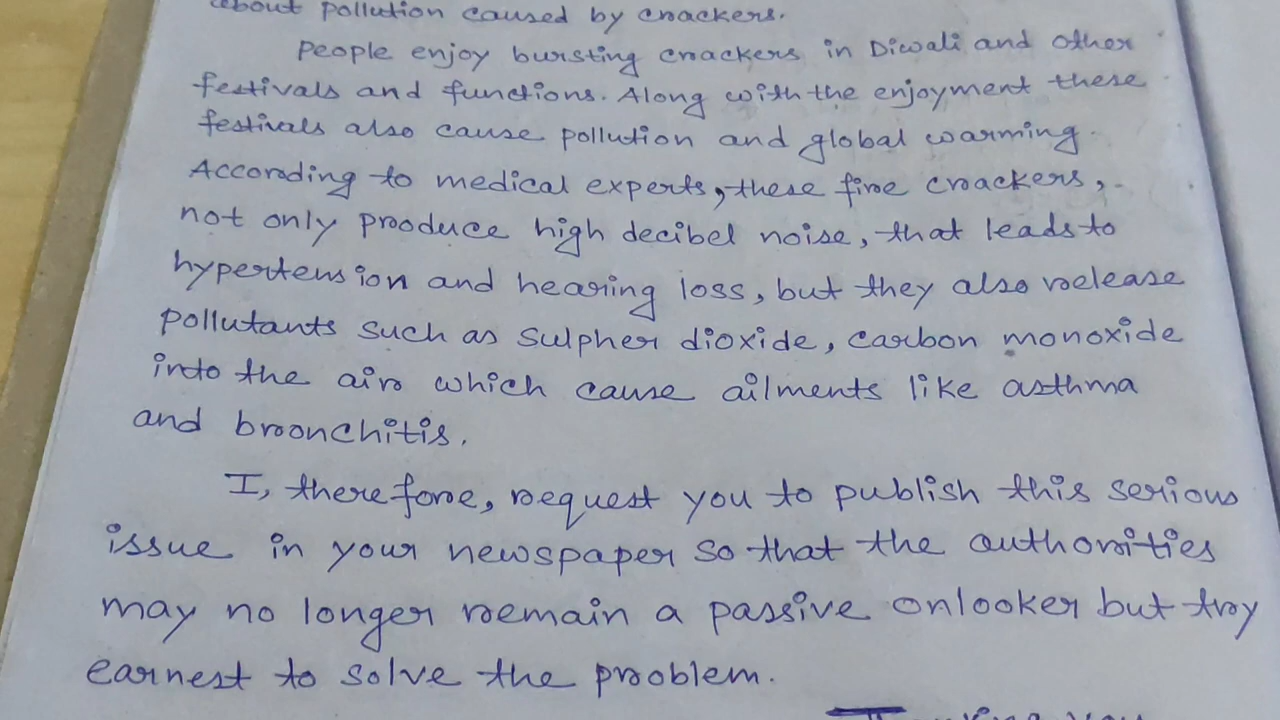 about pollution caused by crackers.
People enjoy bursting crackers in Diwali and other
festivals and functions. Along with the enjoyment these
festivals also cause pollution and global warming.
According to medical experts, these fire crackers,
not only produce high decibel noise, that leads to
hypertension and hearing loss, but they also release
pollutants such as sulpher dioxide, carbon monoxide
into the air which cause ailments like asthma
and bronchitis.
I, therefore, request you to publish this serious
issue in your newspaper so that the authorities
may no longer remain a passive onlooker but try
earnest to solve the problem.